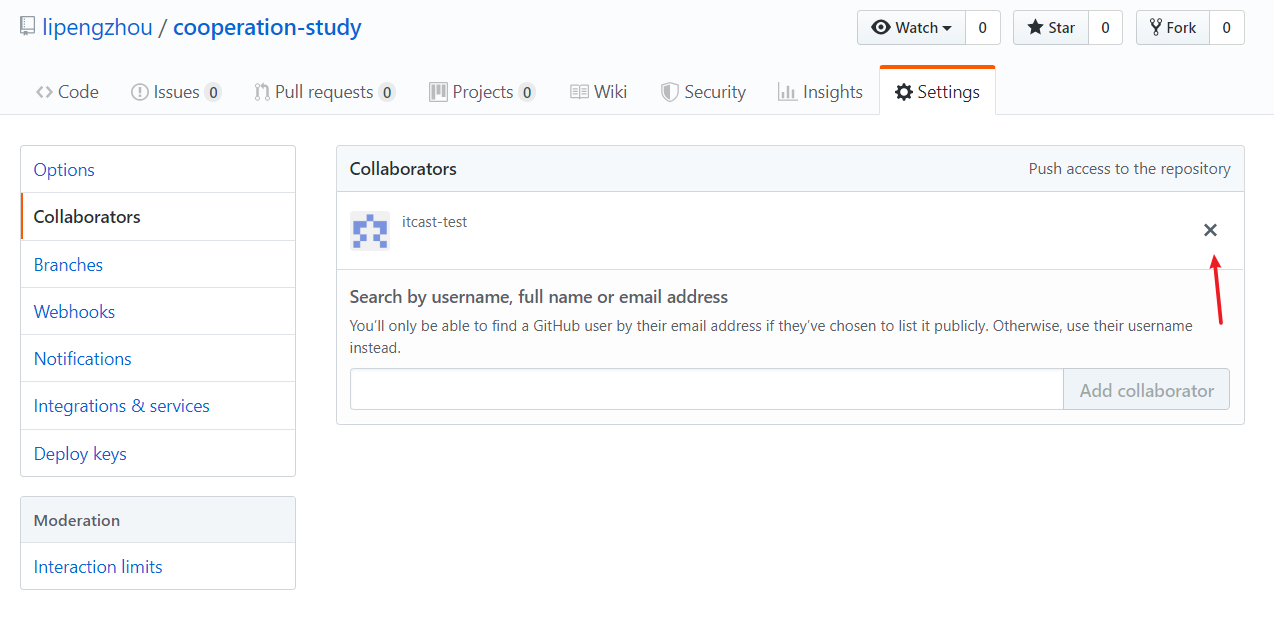 lipengzhou / cooperation-study
Watch 0 Star 0 Fork 0
Code Issues 0 Pull requests 0 Projects 0 Wiki Security Insights Settings
Options
Collaborators
Branches
Webhooks
Notifications
Integrations & services
Deploy keys
Moderation
Interaction limits
Collaborators Push access to the repository
itcast-test
Search by username, full name or email address
You’ll only be able to find a GitHub user by their email address if they’ve chosen to list it publicly. Otherwise, use their username
instead.
Add collaborator